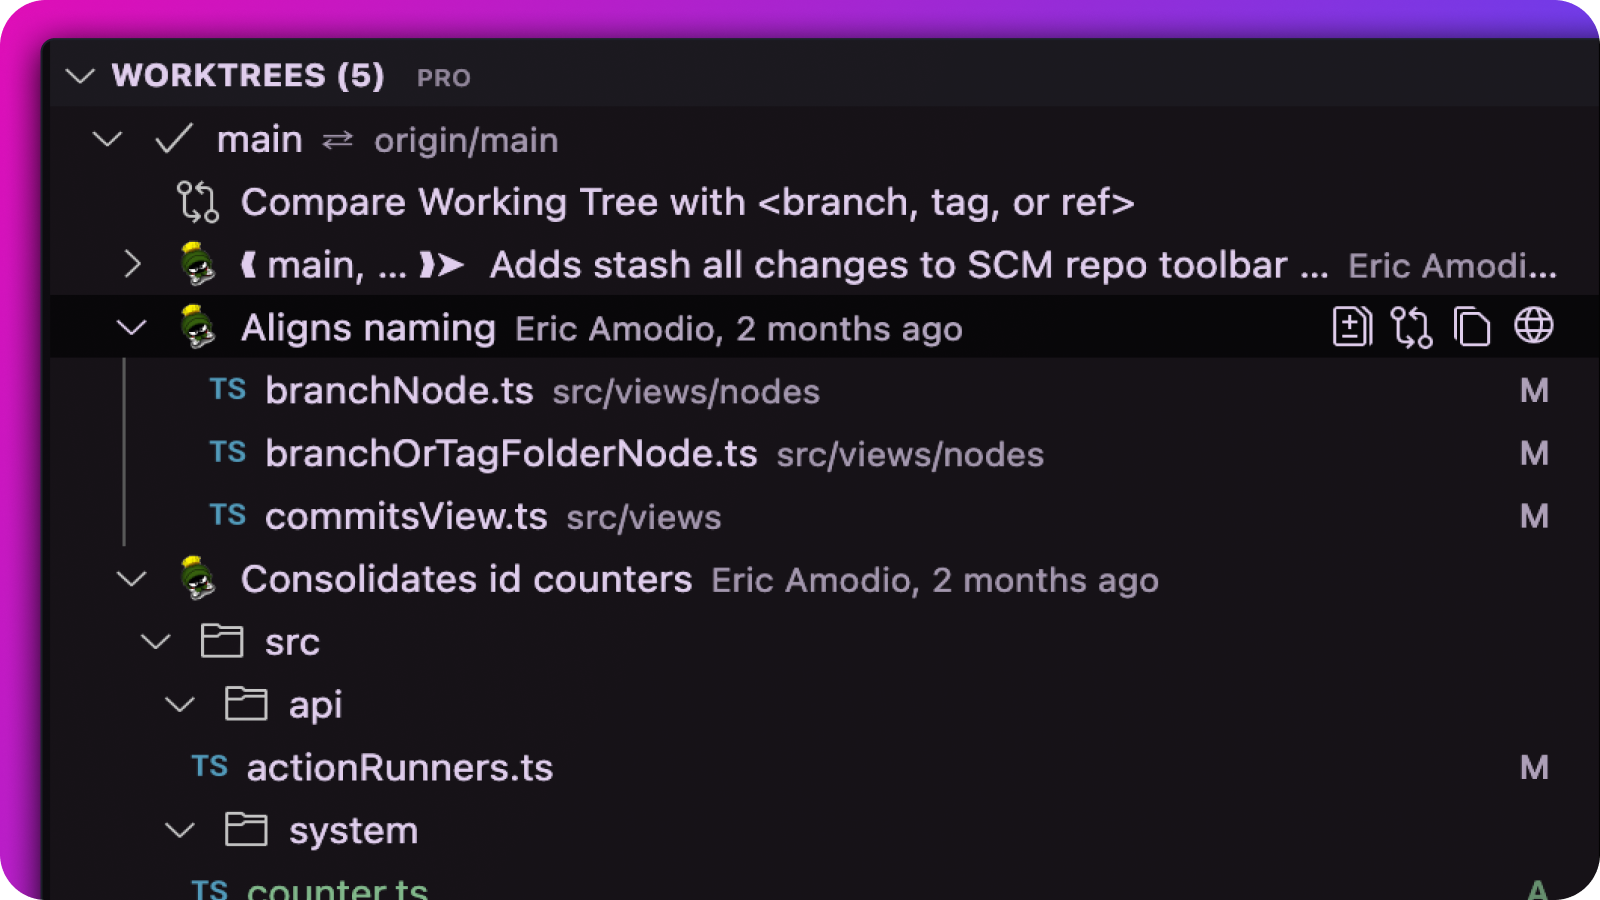 WORKTREES (5) PRO
main ⇄ origin/main
Compare Working Tree with <branch, tag, or ref>
⦗ main, ... ⦘➤ Adds stash all changes to SCM repo toolbar ... Eric Amodi...
Aligns naming Eric Amodio, 2 months ago
TS branchNode.ts src/views/nodes M
TS branchOrTagFolderNode.ts src/views/nodes M
TS commitsView.ts src/views M
Consolidates id counters Eric Amodio, 2 months ago
src
api
TS actionRunners.ts M
system
TS counter.ts A